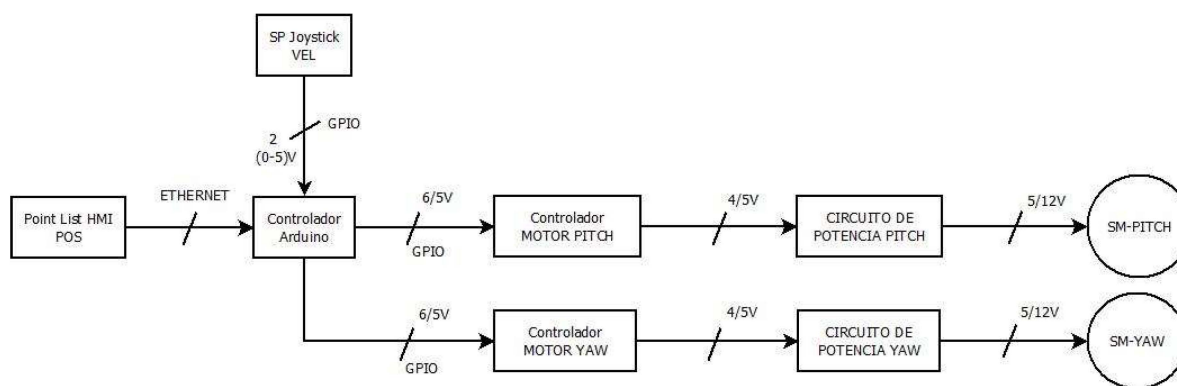 SP Joystick
VEL
GPIO
2
(0-5)V
ETHERNET
Point List HMI
POS
Controlador
Arduino
6/5V
GPIO
Controlador
MOTOR PITCH
4/5V
CIRCUITO DE
POTENCIA PITCH
5/12V
SM-PITCH
6/5V
GPIO
Controlador
MOTOR YAW
4/5V
CIRCUITO DE
POTENCIA YAW
5/12V
SM-YAW